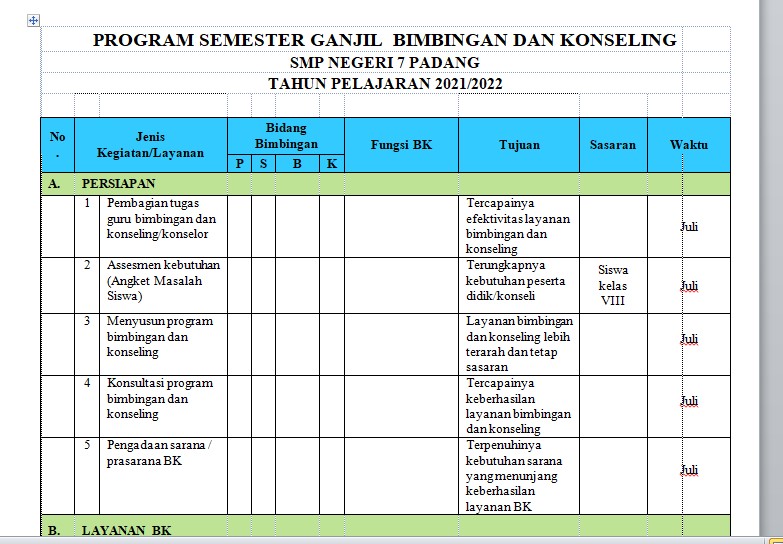 PROGRAM SEMESTER GANJIL BIMBINGAN DAN KONSELING
SMP NEGERI 7 PADANG
TAHUN PELAJARAN 2021/2022
No
.
Jenis
Kegiatan/Layanan
Bidang
Bimbingan
P S B K
Fungsi BK
Tujuan
Sasaran
Waktu
A. PERSIAPAN
1
Pembagian tugas
guru bimbingan dan
konseling/konselor
Tercapainya
efektivitas layanan
bimbingan dan
konseling
Juli
2
Assesmen kebutuhan
(Angket Masalah
Siswa)
Terungkapnya
kebutuhan peserta
didik/konseli
Siswa
kelas
VIII
Juli
3
Menyusun program
bimbingan dan
konseling
Layanan bimbingan
dan konseling lebih
terarah dan tetap
sasaran
Juli
4
Konsultasi program
bimbingan dan
konseling
Tercapainya
keberhasilan
layanan bimbingan
dan konseling
Juli
5
Pengadaan sarana /
prasarana BK
Terpenuhinya
kebutuhan sarana
yang menunjang
keberhasilan
layanan BK
Juli
B. LAYANAN BK